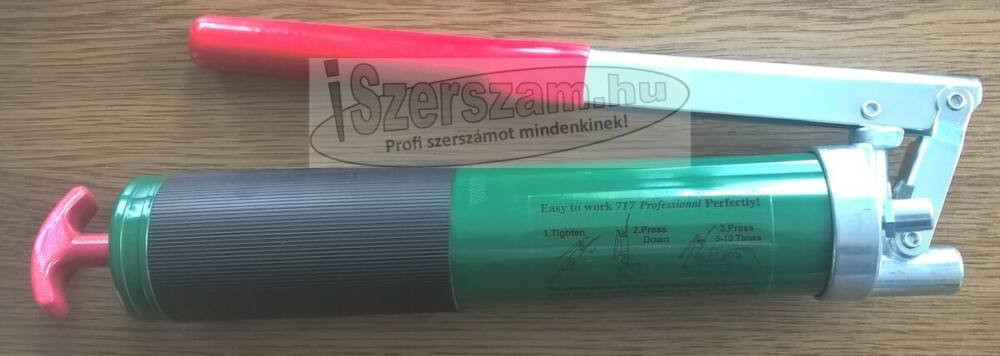 iSzerszam.hu
Profi szerszámot mindenkinek!
Easy to work 717 Professional Perfectly!
1.Tighten
2.Press
Down
3.Press
5-10 Times